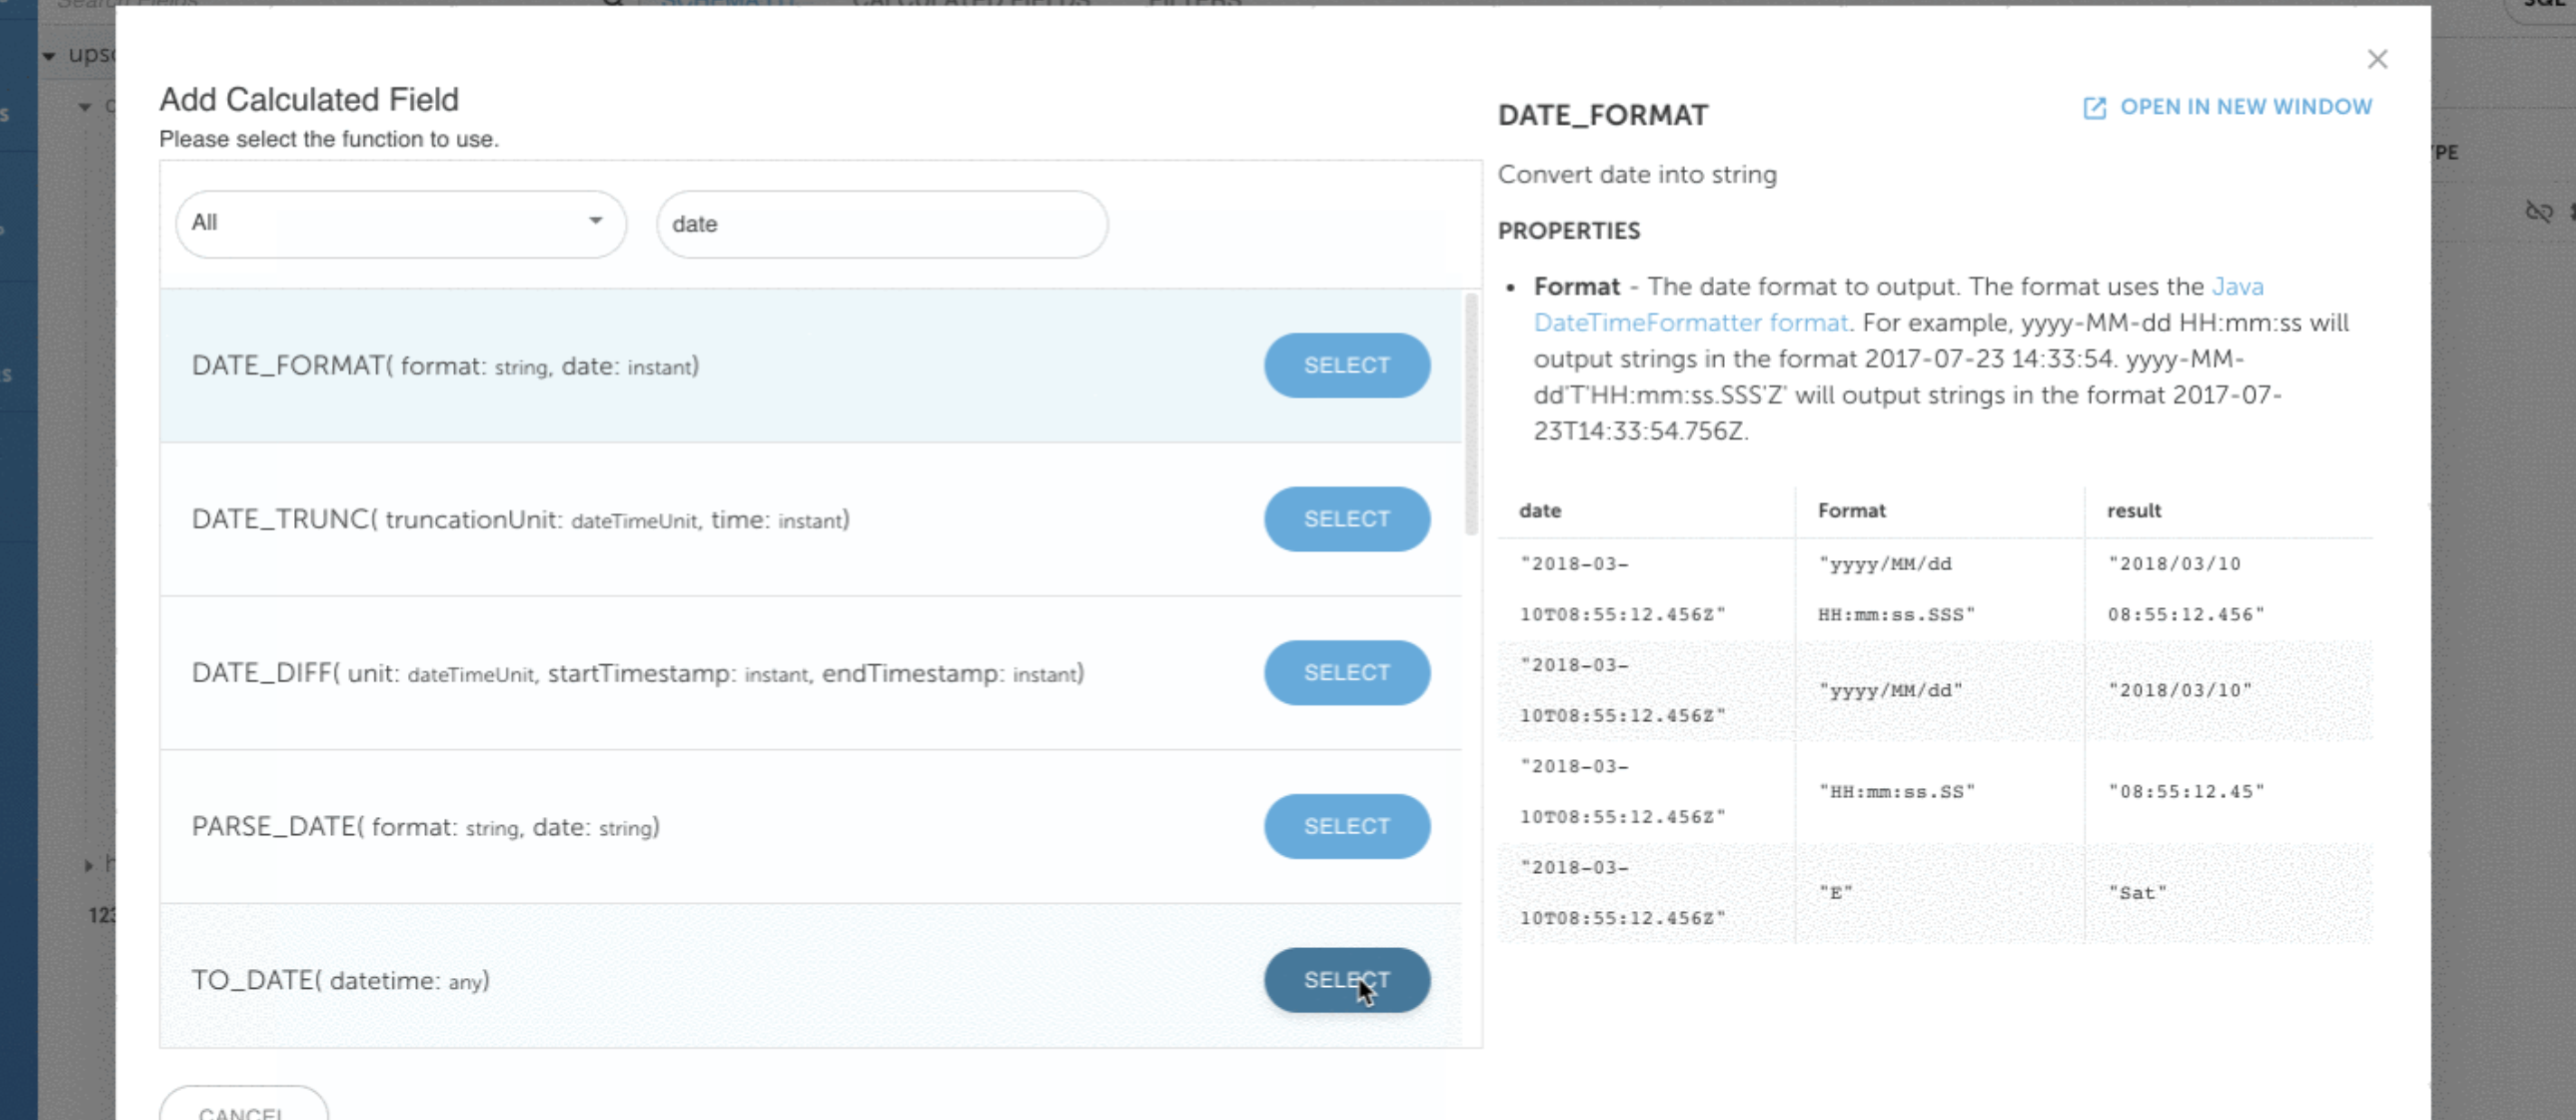 Search Fields
SCHEMATIC CALCULATED FIELDS FILTERS
SQL
Add Calculated Field
Please select the function to use.
All
date
DATE_FORMAT( format: string, date: instant)
SELECT
DATE_TRUNC( truncationUnit: dateTimeUnit, time: instant)
SELECT
DATE_DIFF( unit: dateTimeUnit, startTimestamp: instant, endTimestamp: instant)
SELECT
PARSE_DATE( format: string, date: string)
SELECT
TO_DATE( datetime: any)
SELECT
CANCEL
DATE_FORMAT
OPEN IN NEW WINDOW
Convert date into string
PROPERTIES
• Format - The date format to output. The format uses the Java
DateTimeFormatter format. For example, yyyy-MM-dd HH:mm:ss will
output strings in the format 2017-07-23 14:33:54. yyyy-MM-
dd'T'HH:mm:ss.SSS'Z' will output strings in the format 2017-07-
23T14:33:54.756Z.
date Format result
"2018-03- "yyyy/MM/dd "2018/03/10
10T08:55:12.456Z" HH:mm:ss.SSS" 08:55:12.456"
"2018-03-
10T08:55:12.456Z" "yyyy/MM/dd" "2018/03/10"
"2018-03-
10T08:55:12.456Z" "HH:mm:ss.SS" "08:55:12.45"
"2018-03-
10T08:55:12.456Z" "E" "Sat"
123